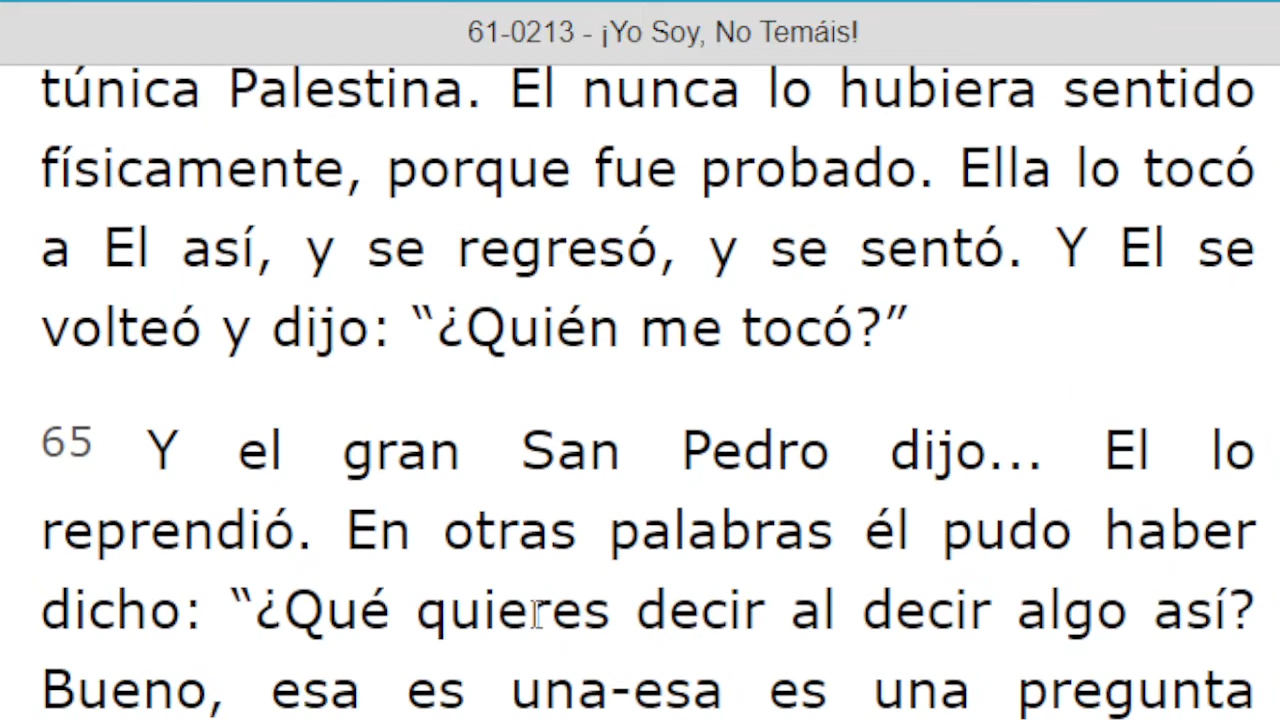 61-0213 - ¡Yo Soy, No Temáis!
túnica Palestina. El nunca lo hubiera sentido
físicamente, porque fue probado. Ella lo tocó
a El así, y se regresó, y se sentó. Y El se
volteó y dijo: “¿Quién me tocó?”
65 Y el gran San Pedro dijo... El lo
reprendió. En otras palabras él pudo haber
dicho: “¿Qué quieres decir al decir algo así?
Bueno, esa es una-esa es una pregunta